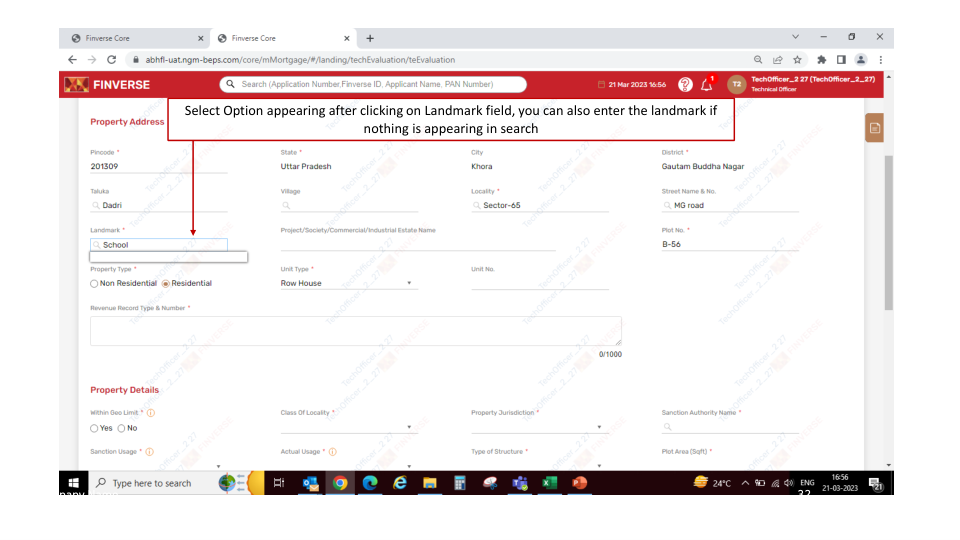 Finverse Core
Finverse Core
abhfl-uat.ngm-beps.com/core/mMortgage/#/landing/techEvaluation/teEvaluation
FINVERSE
Search (Application Number,Finverse ID, Applicant Name, PAN Number)
21 Mar 2023 16:56
1
T2
TechOfficer_2 27 (TechOfficer_2_27)
Technical Officer
Select Option appearing after clicking on Landmark field, you can also enter the landmark if
nothing is appearing in search
Property Address
Pincode * State * City District *
201309 Uttar Pradesh Khora Gautam Buddha Nagar
Taluka Village Locality * Street Name & No.
Dadri Sector-65 MG road
Landmark * Project/Society/Commercial/Industrial Estate Name Plot No. *
School B-56
Property Type * Unit Type * Unit No.
Non Residential Residential Row House
Revenue Record Type & Number *
0/1000
Property Details
Within Geo Limit * Class Of Locality * Property Jurisdiction * Sanction Authority Name *
Yes No
Sanction Usage * Actual Usage * Type of Structure * Plot Area (Sqft) *
Type here to search
24°C
ENG
16:56
21-03-2023
21
32